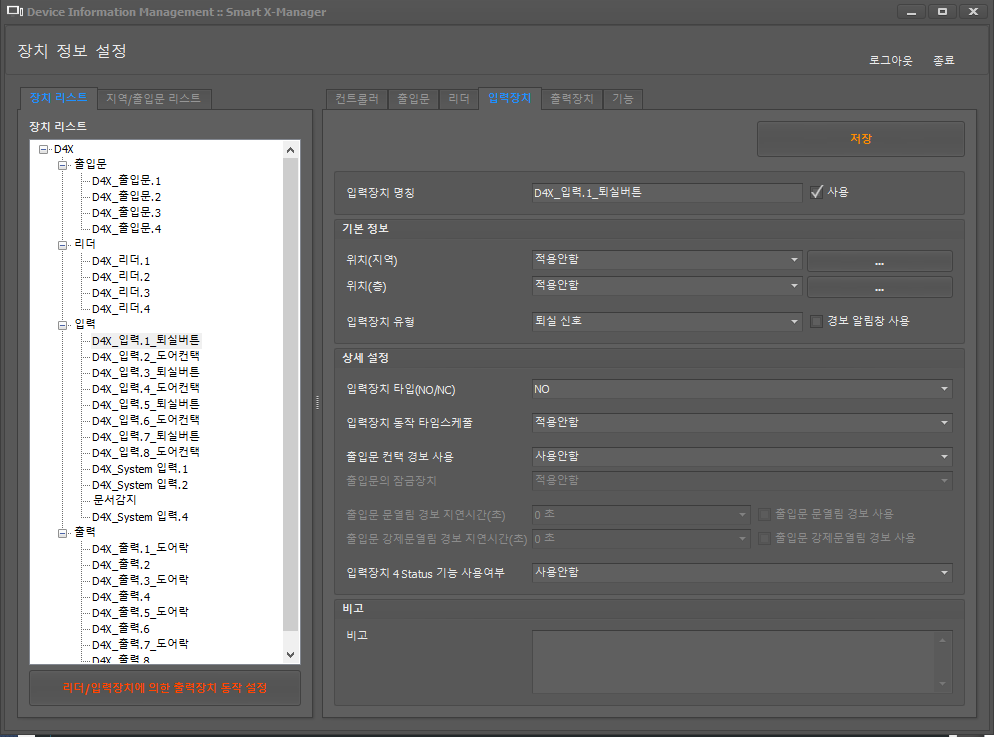 Device Information Management :: Smart X-Manager
장치 정보 설정
로그아웃 종료
장치 리스트 지역/출입문 리스트
장치 리스트
D4X
출입문
D4X_출입문.1
D4X_출입문.2
D4X_출입문.3
D4X_출입문.4
리더
D4X_리더.1
D4X_리더.2
D4X_리더.3
D4X_리더.4
입력
D4X_입력.1_퇴실버튼
D4X_입력.2_도어컨택
D4X_입력.3_퇴실버튼
D4X_입력.4_도어컨택
D4X_입력.5_퇴실버튼
D4X_입력.6_도어컨택
D4X_입력.7_퇴실버튼
D4X_입력.8_도어컨택
D4X_System 입력.1
D4X_System 입력.2
문서감지
D4X_System 입력.4
출력
D4X_출력.1_도어락
D4X_출력.2
D4X_출력.3_도어락
D4X_출력.4
D4X_출력.5_도어락
D4X_출력.6
D4X_출력.7_도어락
D4X_출력.8
리더/입력장치에 의한 출력장치 동작 설정
컨트롤러 출입문 리더 입력장치 출력장치 기능
저장
입력장치 명칭 D4X_입력.1_퇴실버튼 사용
기본 정보
위치(지역) 적용안함 ...
위치(층) 적용안함 ...
입력장치 유형 퇴실 신호 경보 알림창 사용
상세 설정
입력장치 타입(NO/NC) NO
입력장치 동작 타임스케쥴 적용안함
출입문 컨택 경보 사용 사용안함
출입문의 잠금장치 적용안함
출입문 문열림 경보 지연시간(초) 0 초 출입문 문열림 경보 사용
출입문 강제문열림 경보 지연시간(초) 0 초 출입문 강제문열림 경보 사용
입력장치 4 Status 기능 사용여부 사용안함
비고
비고